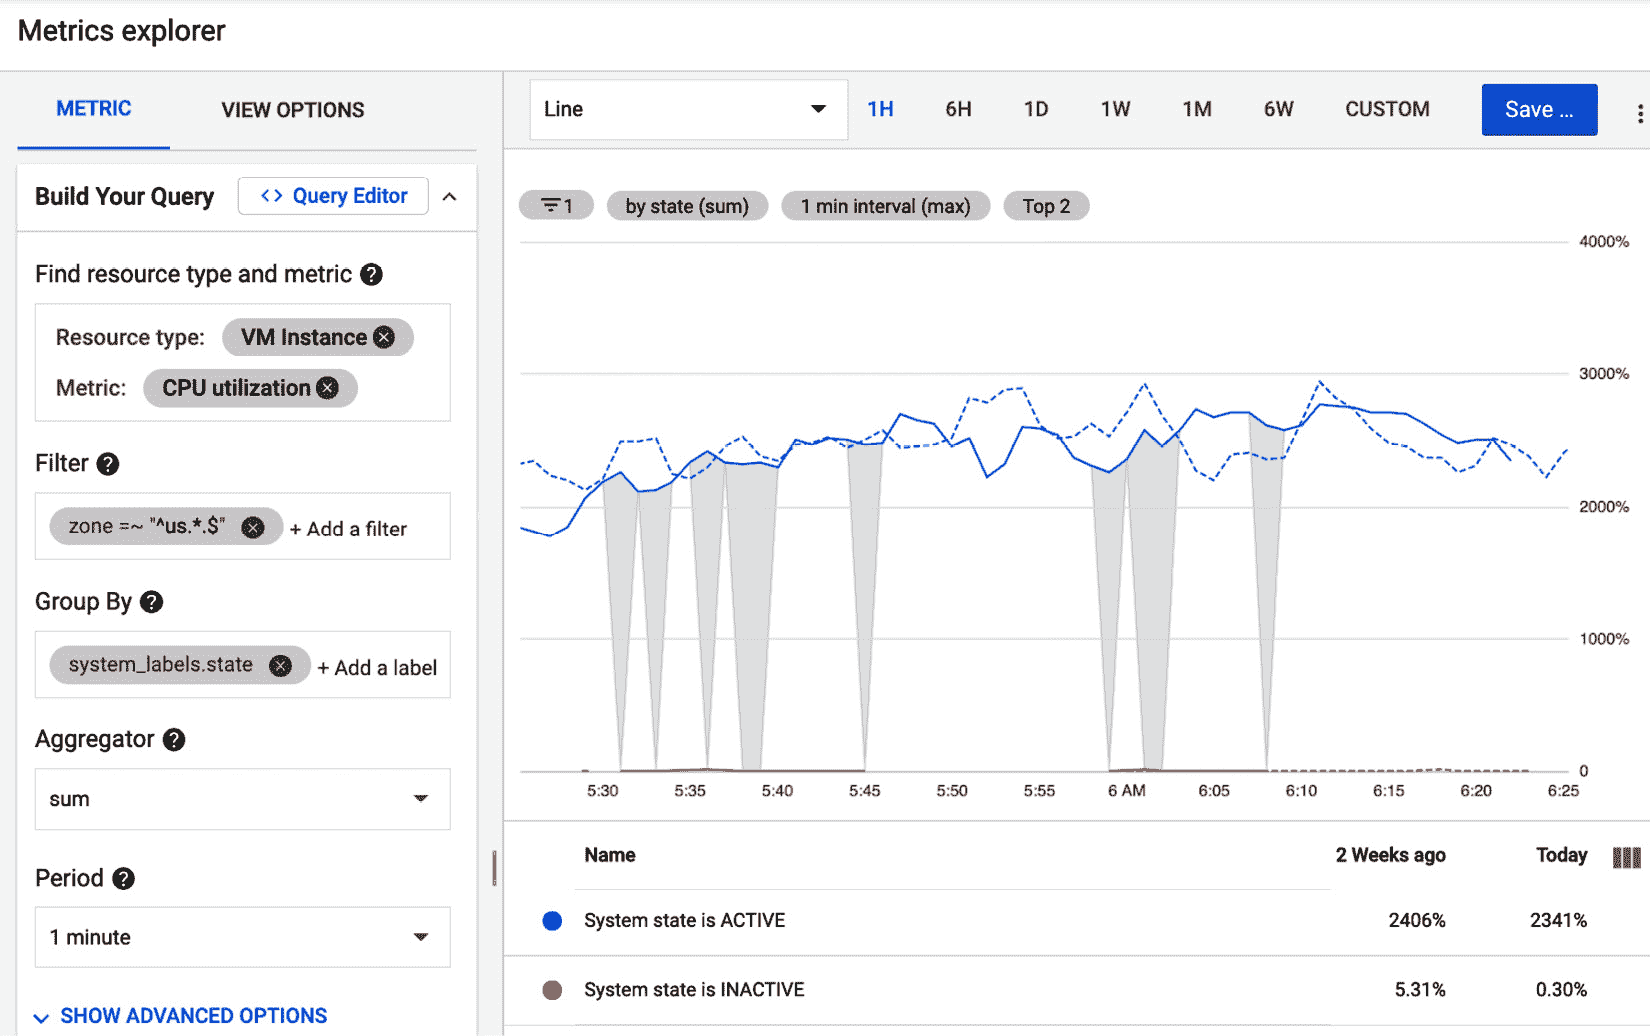 Metrics explorer
METRIC
VIEW OPTIONS
Build Your Query
<> Query Editor
Find resource type and metric ?
Resource type: VM Instance
Metric: CPU utilization
Filter ?
zone =~ "^us.*.$"
+ Add a filter
Group By ?
system_labels.state
+ Add a label
Aggregator ?
sum
Period ?
1 minute
SHOW ADVANCED OPTIONS
Line
1H
6H
1D
1W
1M
6W
CUSTOM
Save ...
1
by state (sum)
1 min interval (max)
Top 2
4000%
3000%
2000%
1000%
0
5:30
5:35
5:40
5:45
5:50
5:55
6 AM
6:05
6:10
6:15
6:20
6:25
Name
2 Weeks ago
Today
System state is ACTIVE
2406%
2341%
System state is INACTIVE
5.31%
0.30%